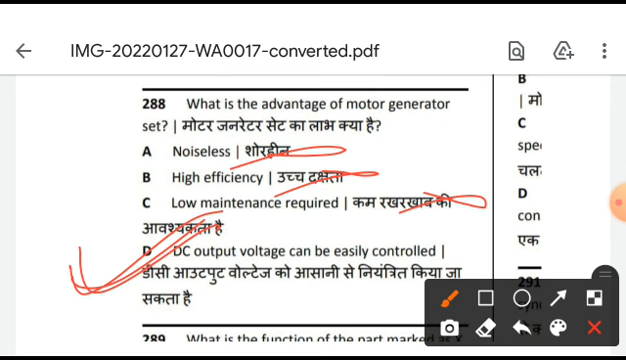 IMG-20220127-WA0017-converted.pdf
288 What is the advantage of motor generator
set? | मोटर जनरेटर सेट का लाभ क्या है?
A Noiseless | शोरहीन
B High efficiency | उच्च दक्षता
C Low maintenance required | कम रखरखाव की
आवश्यकता है
D DC output voltage can be easily controlled |
डीसी आउटपुट वोल्टेज को आसानी से नियंत्रित किया जा
सकता है
289 What is the function of the part marked as
B
| मो
C
spe
चल
D
con
एक
291